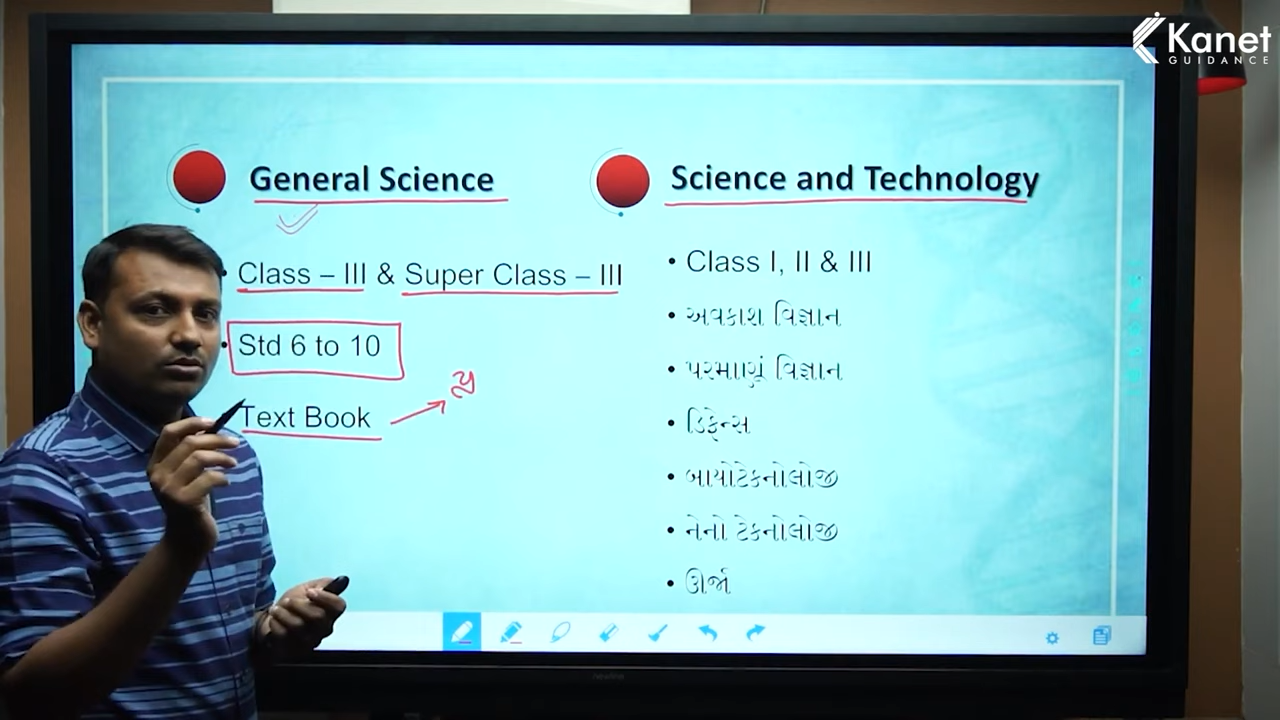 Kanet
GUIDANCE
General Science
Class – III & Super Class – III
Std 6 to 10
Text Book
Science and Technology
Class I, II & III
અવકાશ વિજ્ઞાન
પરમાણું વિજ્ઞાન
ડિફેન્સ
બાયોટેકનોલોજી
નેનો ટેકનોલોજી
ઊર્જા